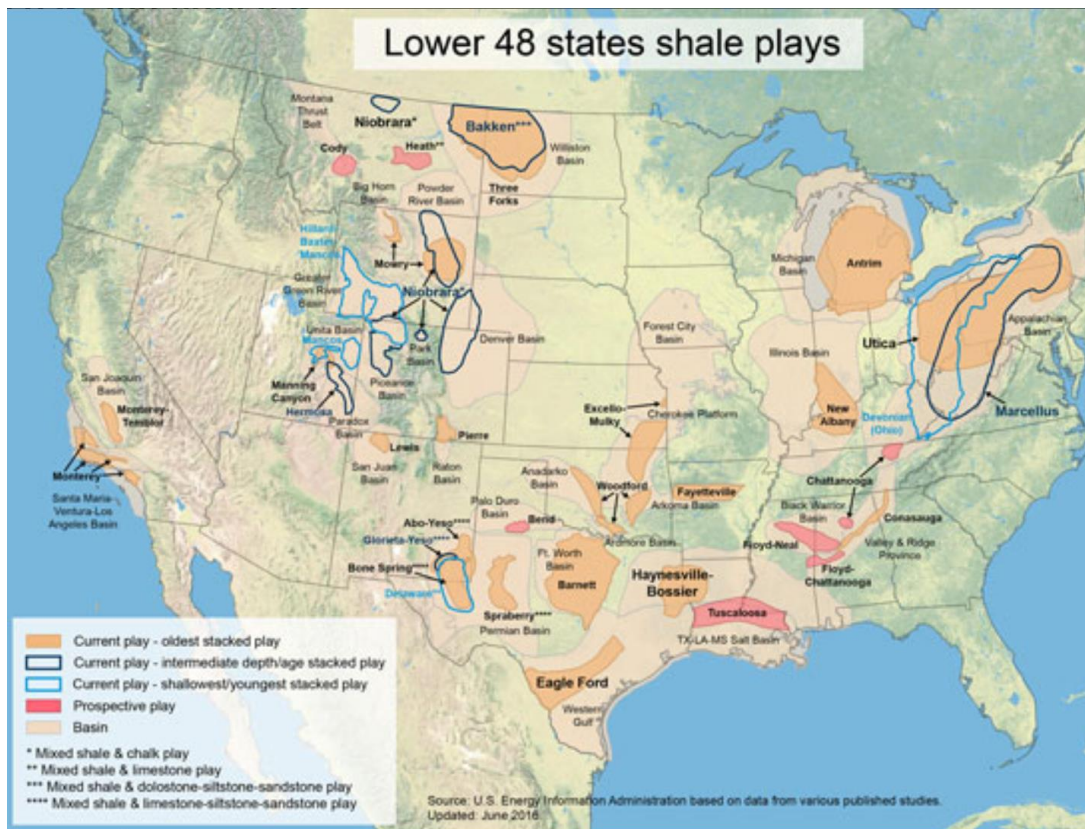 Lower 48 states shale plays
Montana
Thrust
Belt
Niobrara*
Bakken***
Cody
Heath**
Williston
Basin
Big Horn
Basin
Powder
River Basin
Three
Forks
Hilliard-
Baxter-
Mancos
Mowry
Michigan
Basin
Antrim
Greater
Green River
Basin
Niobrara*
Appalachian
Basin
Uinta Basin
Mancos
Park
Basin
Denver Basin
Forest City
Basin
Illinois Basin
Utica
Manning
Canyon
Piceance
Basin
Hermosa
San Joaquin
Basin
Monterey-
Temblor
Paradox
Basin
Excello-
Mulky
Cherokee Platform
New
Albany
Devonian
(Ohio)
Marcellus
Lewis
Pierre
Monterey
San Juan
Basin
Raton
Basin
Anadarko
Basin
Woodford
Fayetteville
Chattanooga
Santa Maria-
Ventura-Los
Angeles Basin
Palo Duro
Basin
Arkoma Basin
Black Warrior
Basin
Abo-Yeso****
Bend
Conasauga
Glorieta-Yeso****
Ardmore Basin
Floyd-Neal
Valley & Ridge
Province
Bone Spring****
Ft. Worth
Basin
Barnett
Haynesville-
Bossier
Floyd-
Chattanooga
Delaware**
Spraberry****
Permian Basin
Tuscaloosa
TX-LA-MS Salt Basin
Eagle Ford
Western
Gulf
Current play - oldest stacked play
Current play - intermediate depth/age stacked play
Current play - shallowest/youngest stacked play
Prospective play
Basin
* Mixed shale & chalk play
** Mixed shale & limestone play
*** Mixed shale & dolostone-siltstone-sandstone play
**** Mixed shale & limestone-siltstone-sandstone play
Source: U.S. Energy Information Administration based on data from various published studies.
Updated: June 2016